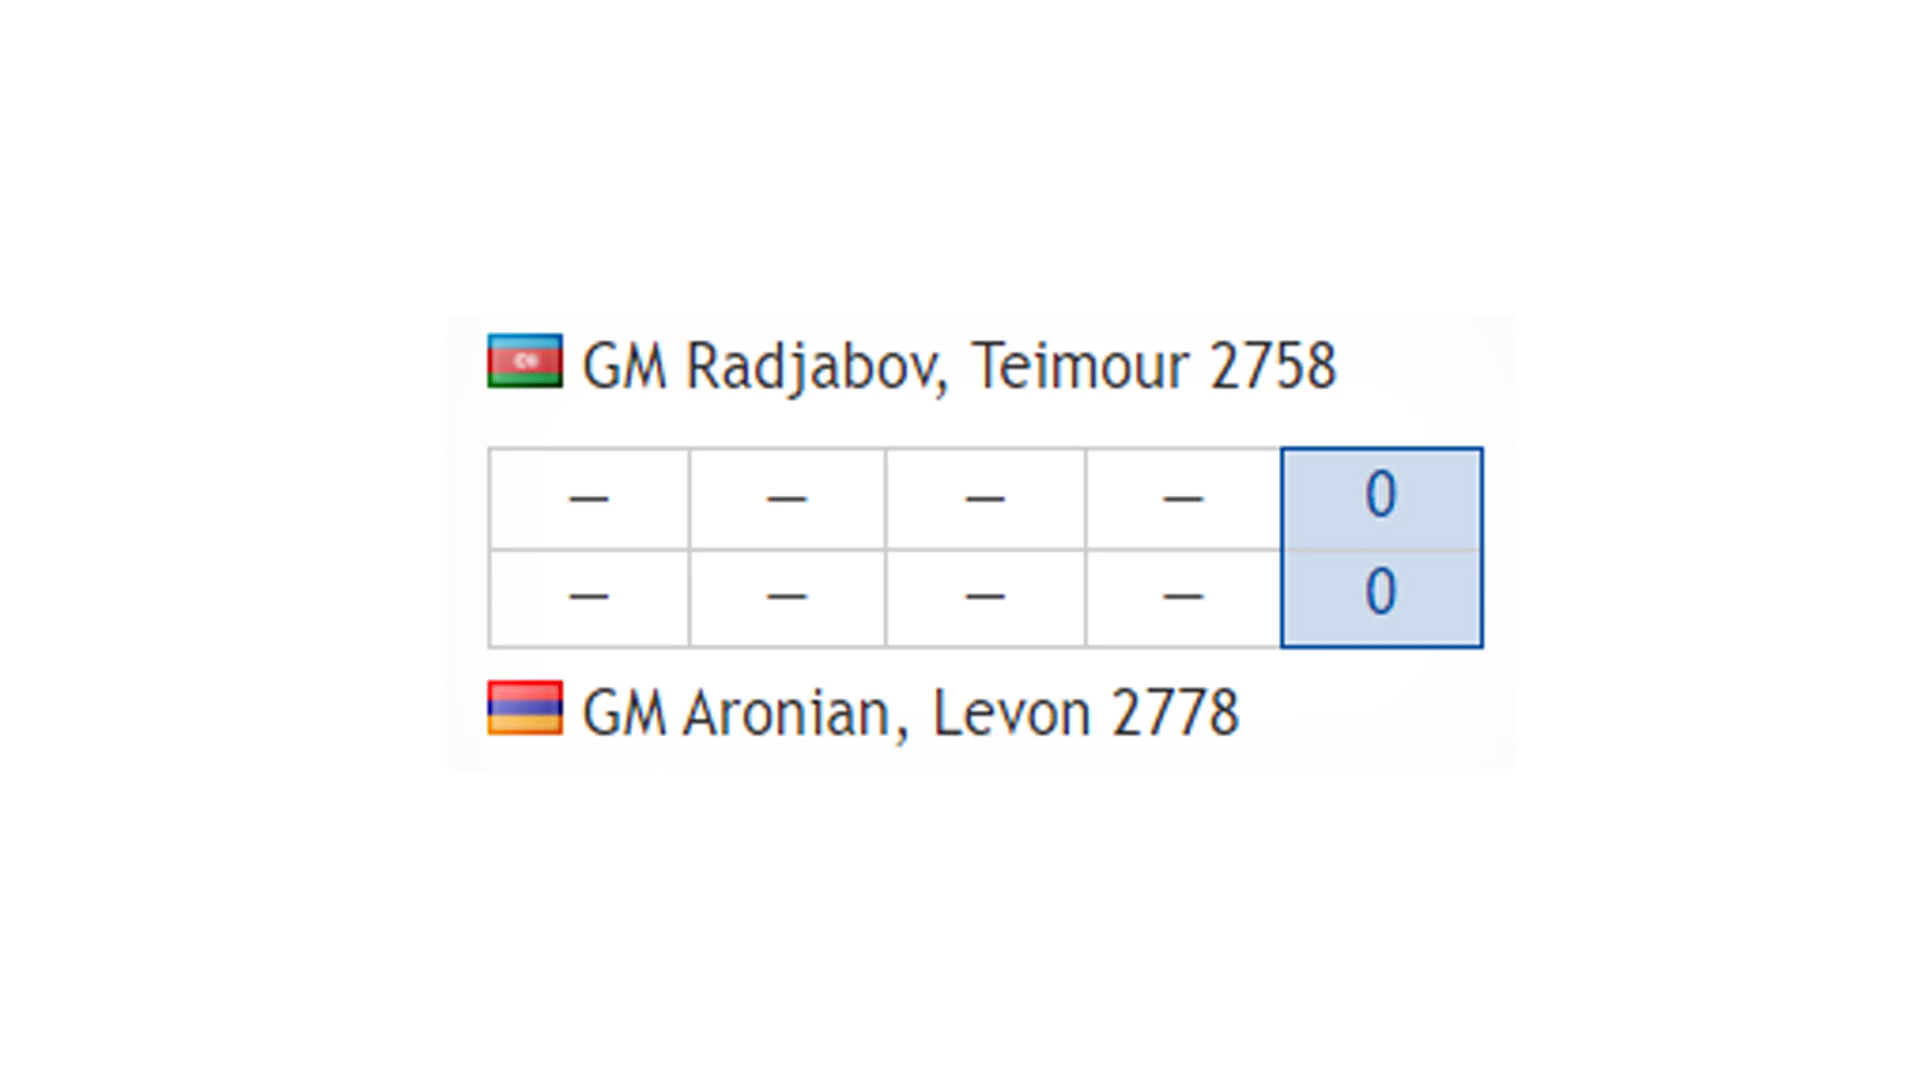 GM Radjabov, Teimour 2758
– – – – 0
– – – – 0
GM Aronian, Levon 2778